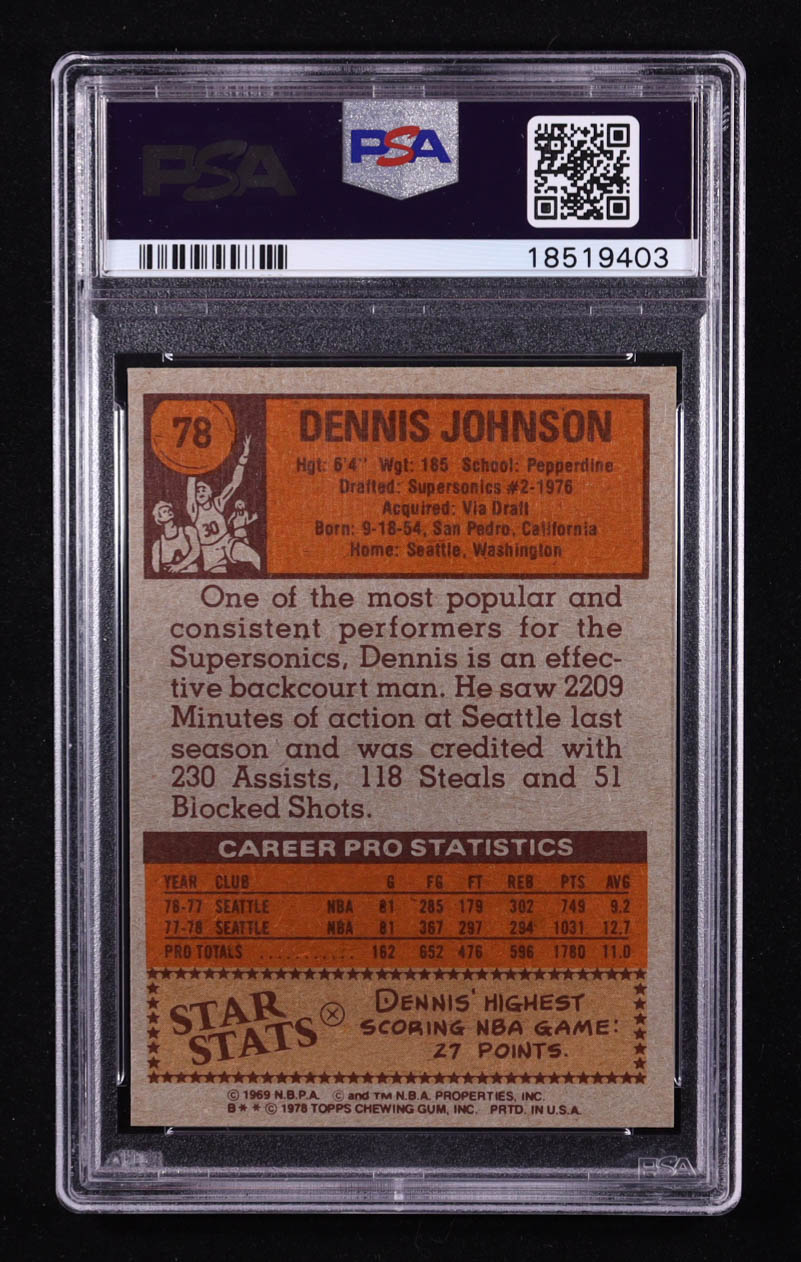 PSA
PSA
18519403
78
30
DENNIS JOHNSON
Hgt: 6'4" Wgt: 185 School: Pepperdine
Drafted: Supersonics #2-1976
Acquired: Via Draft
Born: 9-18-54, San Pedro, California
Home: Seattle, Washington
One of the most popular and
consistent performers for the
Supersonics, Dennis is an effec-
tive backcourt man. He saw 2209
Minutes of action at Seattle last
season and was credited with
230 Assists, 118 Steals and 51
Blocked Shots.
CAREER PRO STATISTICS
YEAR CLUB G FG FT REB PTS AVG
76-77 SEATTLE NBA 81 285 179 302 749 9.2
77-78 SEATTLE NBA 81 367 297 294 1031 12.7
PRO TOTALS ............ 162 652 476 596 1780 11.0
STAR
STATS
DENNIS' HIGHEST
SCORING NBA GAME:
27 POINTS.
© 1969 N.B.P.A. © and TM N.B.A. PROPERTIES, INC.
B * * © 1978 TOPPS CHEWING GUM, INC. PRTD. IN U.S.A.
PSA